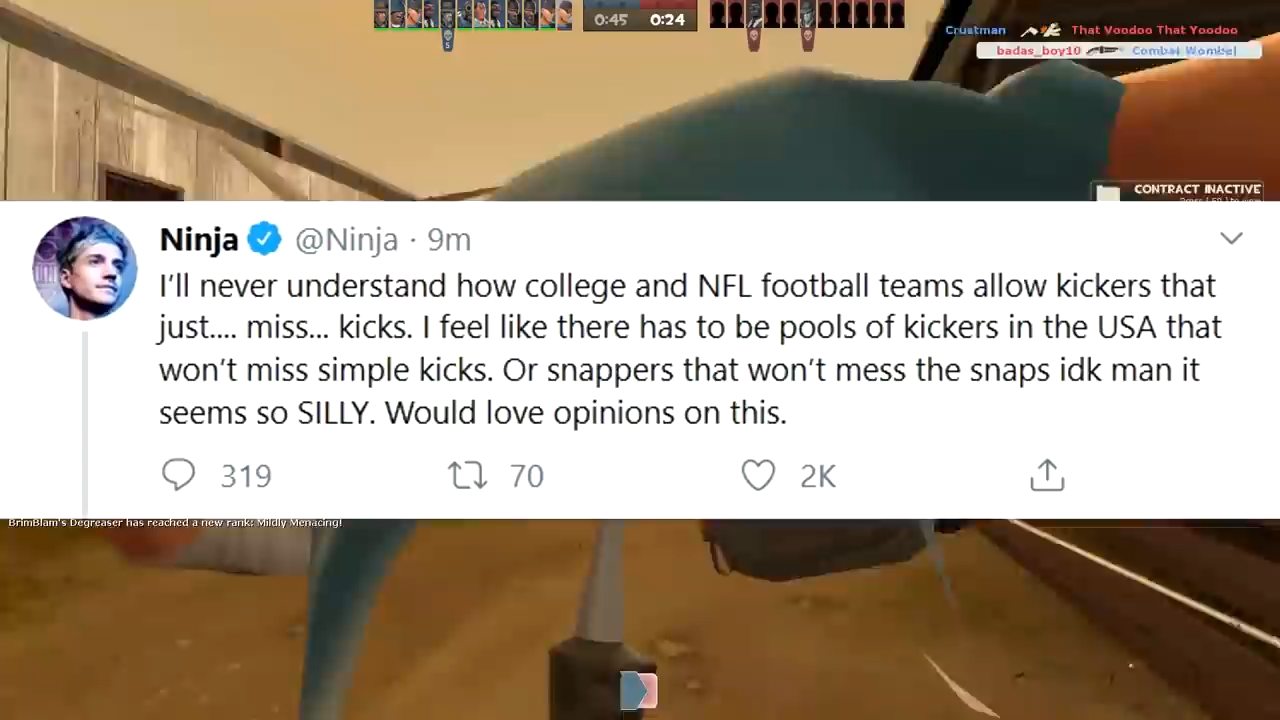 0:45 0:24
Crustman That Voodoo That Yoodoo
badas_boy10 Combat Wombat
CONTRACT INACTIVE
Ninja @Ninja · 9m
I'll never understand how college and NFL football teams allow kickers that
just.... miss... kicks. I feel like there has to be pools of kickers in the USA that
won't miss simple kicks. Or snappers that won't mess the snaps idk man it
seems so SILLY. Would love opinions on this.
319 70 2K
BrimBlam's Degreaser has reached a new rank: Mildly Menacing!